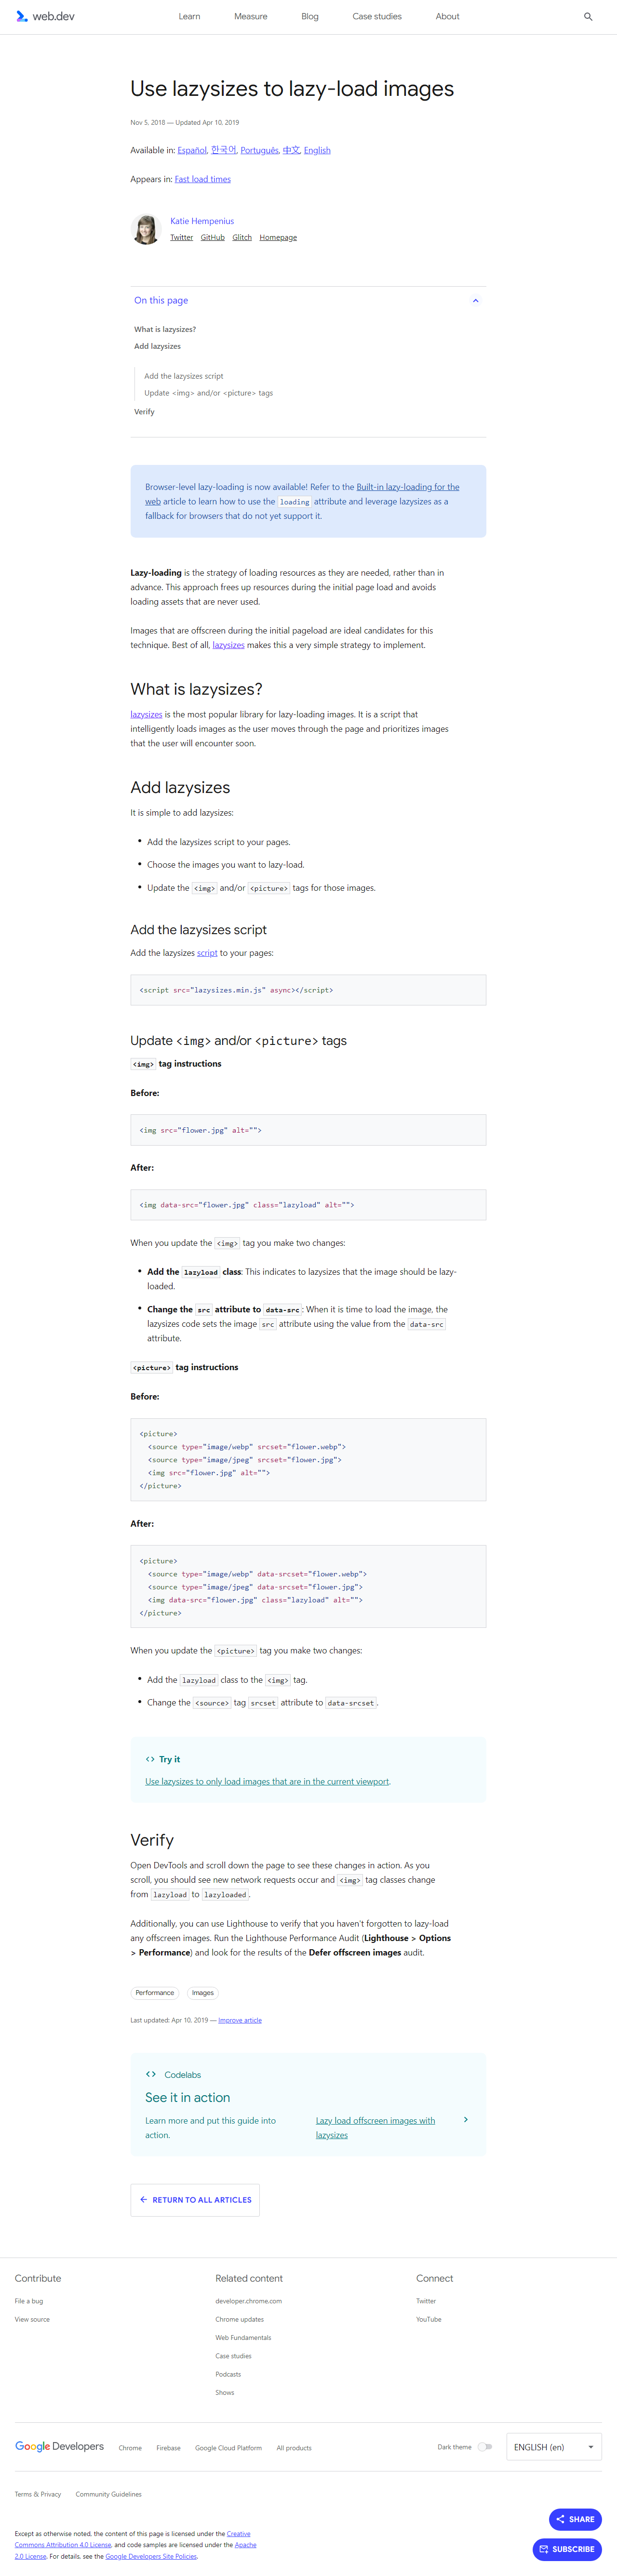 web.dev
Learn Measure Blog Case studies About
Use lazysizes to lazy-load images
Nov 5, 2018 — Updated Apr 10, 2019
Available in: Español, 한국어, Português, 中文, English
Appears in: Fast load times
Katie Hempenius
Twitter GitHub Glitch Homepage
On this page
What is lazysizes?
Add lazysizes
Add the lazysizes script
Update <img> and/or <picture> tags
Verify
Browser-level lazy-loading is now available! Refer to the Built-in lazy-loading for the
web article to learn how to use the loading attribute and leverage lazysizes as a
fallback for browsers that do not yet support it.
Lazy-loading is the strategy of loading resources as they are needed, rather than in
advance. This approach frees up resources during the initial page load and avoids
loading assets that are never used.
Images that are offscreen during the initial pageload are ideal candidates for this
technique. Best of all, lazysizes makes this a very simple strategy to implement.
What is lazysizes?
lazysizes is the most popular library for lazy-loading images. It is a script that
intelligently loads images as the user moves through the page and prioritizes images
that the user will encounter soon.
Add lazysizes
It is simple to add lazysizes:
• Add the lazysizes script to your pages.
• Choose the images you want to lazy-load.
• Update the <img> and/or <picture> tags for those images.
Add the lazysizes script
Add the lazysizes script to your pages:
<script src="lazysizes.min.js" async></script>
Update <img> and/or <picture> tags
<img> tag instructions
Before:
<img src="flower.jpg" alt="">
After:
<img data-src="flower.jpg" class="lazyload" alt="">
When you update the <img> tag you make two changes:
• Add the lazyload class: This indicates to lazysizes that the image should be lazy-
loaded.
• Change the src attribute to data-src: When it is time to load the image, the
lazysizes code sets the image src attribute using the value from the data-src
attribute.
<picture> tag instructions
Before:
<picture>
<source type="image/webp" srcset="flower.webp">
<source type="image/jpeg" srcset="flower.jpg">
<img src="flower.jpg" alt="">
</picture>
After:
<picture>
<source type="image/webp" data-srcset="flower.webp">
<source type="image/jpeg" data-srcset="flower.jpg">
<img data-src="flower.jpg" class="lazyload" alt="">
</picture>
When you update the <picture> tag you make two changes:
• Add the lazyload class to the <img> tag.
• Change the <source> tag srcset attribute to data-srcset.
Try it
Use lazysizes to only load images that are in the current viewport.
Verify
Open DevTools and scroll down the page to see these changes in action. As you
scroll, you should see new network requests occur and <img> tag classes change
from lazyload to lazyloaded.
Additionally, you can use Lighthouse to verify that you haven't forgotten to lazy-load
any offscreen images. Run the Lighthouse Performance Audit (Lighthouse > Options
> Performance) and look for the results of the Defer offscreen images audit.
Performance Images
Last updated: Apr 10, 2019 — Improve article
Codelabs
See it in action
Learn more and put this guide into
action.
Lazy load offscreen images with
lazysizes
RETURN TO ALL ARTICLES
Contribute
File a bug
View source
Related content
developer.chrome.com
Chrome updates
Web Fundamentals
Case studies
Podcasts
Shows
Connect
Twitter
YouTube
Google Developers Chrome Firebase Google Cloud Platform All products Dark theme ENGLISH (en)
Terms & Privacy Community Guidelines
Except as otherwise noted, the content of this page is licensed under the Creative
Commons Attribution 4.0 License, and code samples are licensed under the Apache
2.0 License. For details, see the Google Developers Site Policies.
SHARE
SUBSCRIBE